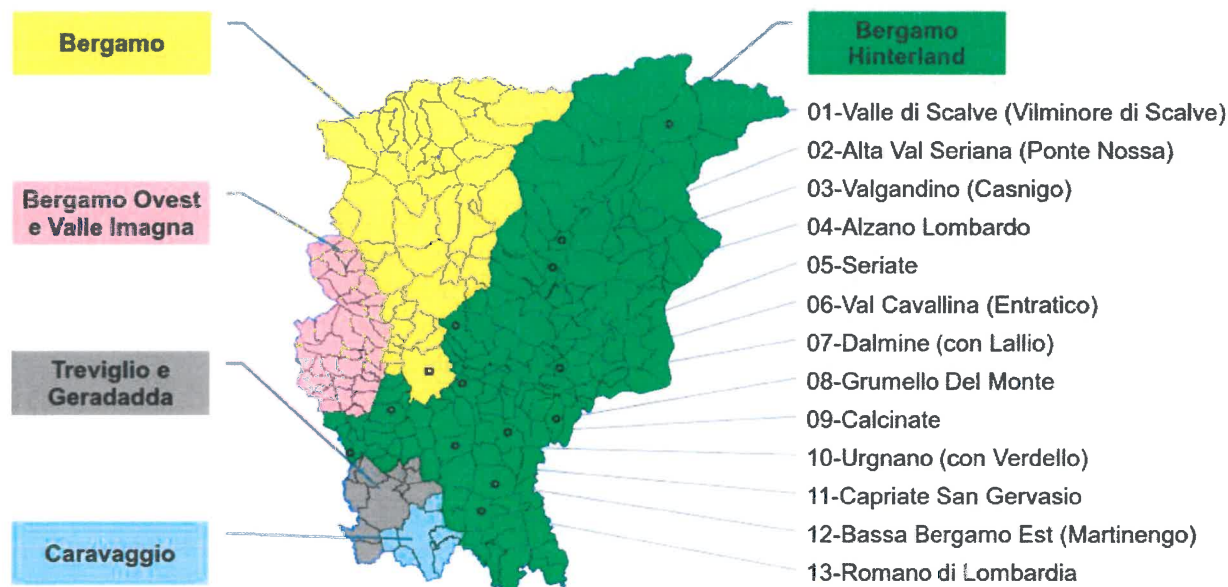 Bergamo
Bergamo Ovest
e Valle Imagna
Treviglio e
Geradadda
Caravaggio
Bergamo
Hinterland
01-Valle di Scalve (Vilminore di Scalve)
02-Alta Val Seriana (Ponte Nossa)
03-Valgandino (Casnigo)
04-Alzano Lombardo
05-Seriate
06-Val Cavallina (Entratico)
07-Dalmine (con Lallio)
08-Grumello Del Monte
09-Calcinate
10-Urgnano (con Verdello)
11-Capriate San Gervasio
12-Bassa Bergamo Est (Martinengo)
13-Romano di Lombardia